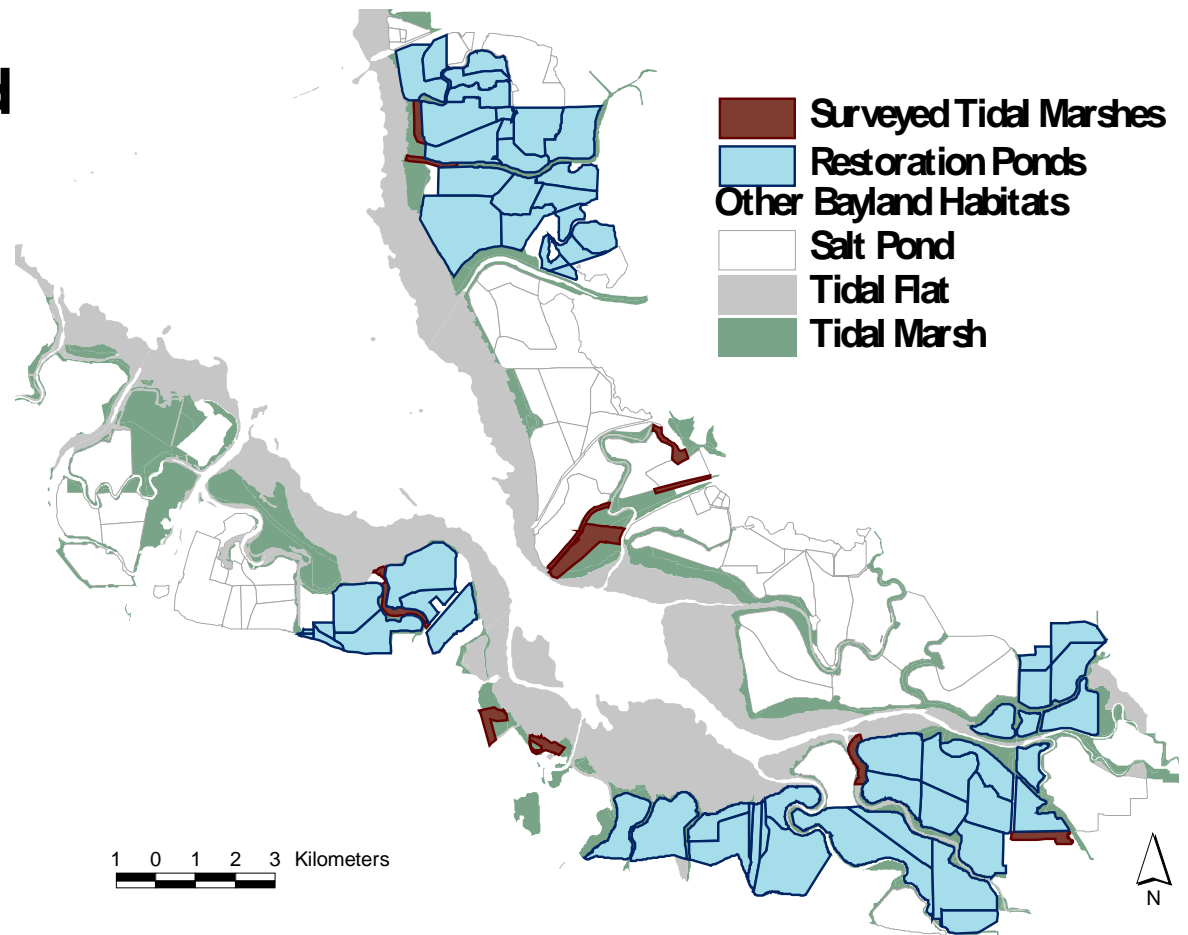 d
Surveyed Tidal Marshes
Restoration Ponds
Other Bayland Habitats
Salt Pond
Tidal Flat
Tidal Marsh
1 0 1 2 3 Kilometers
N